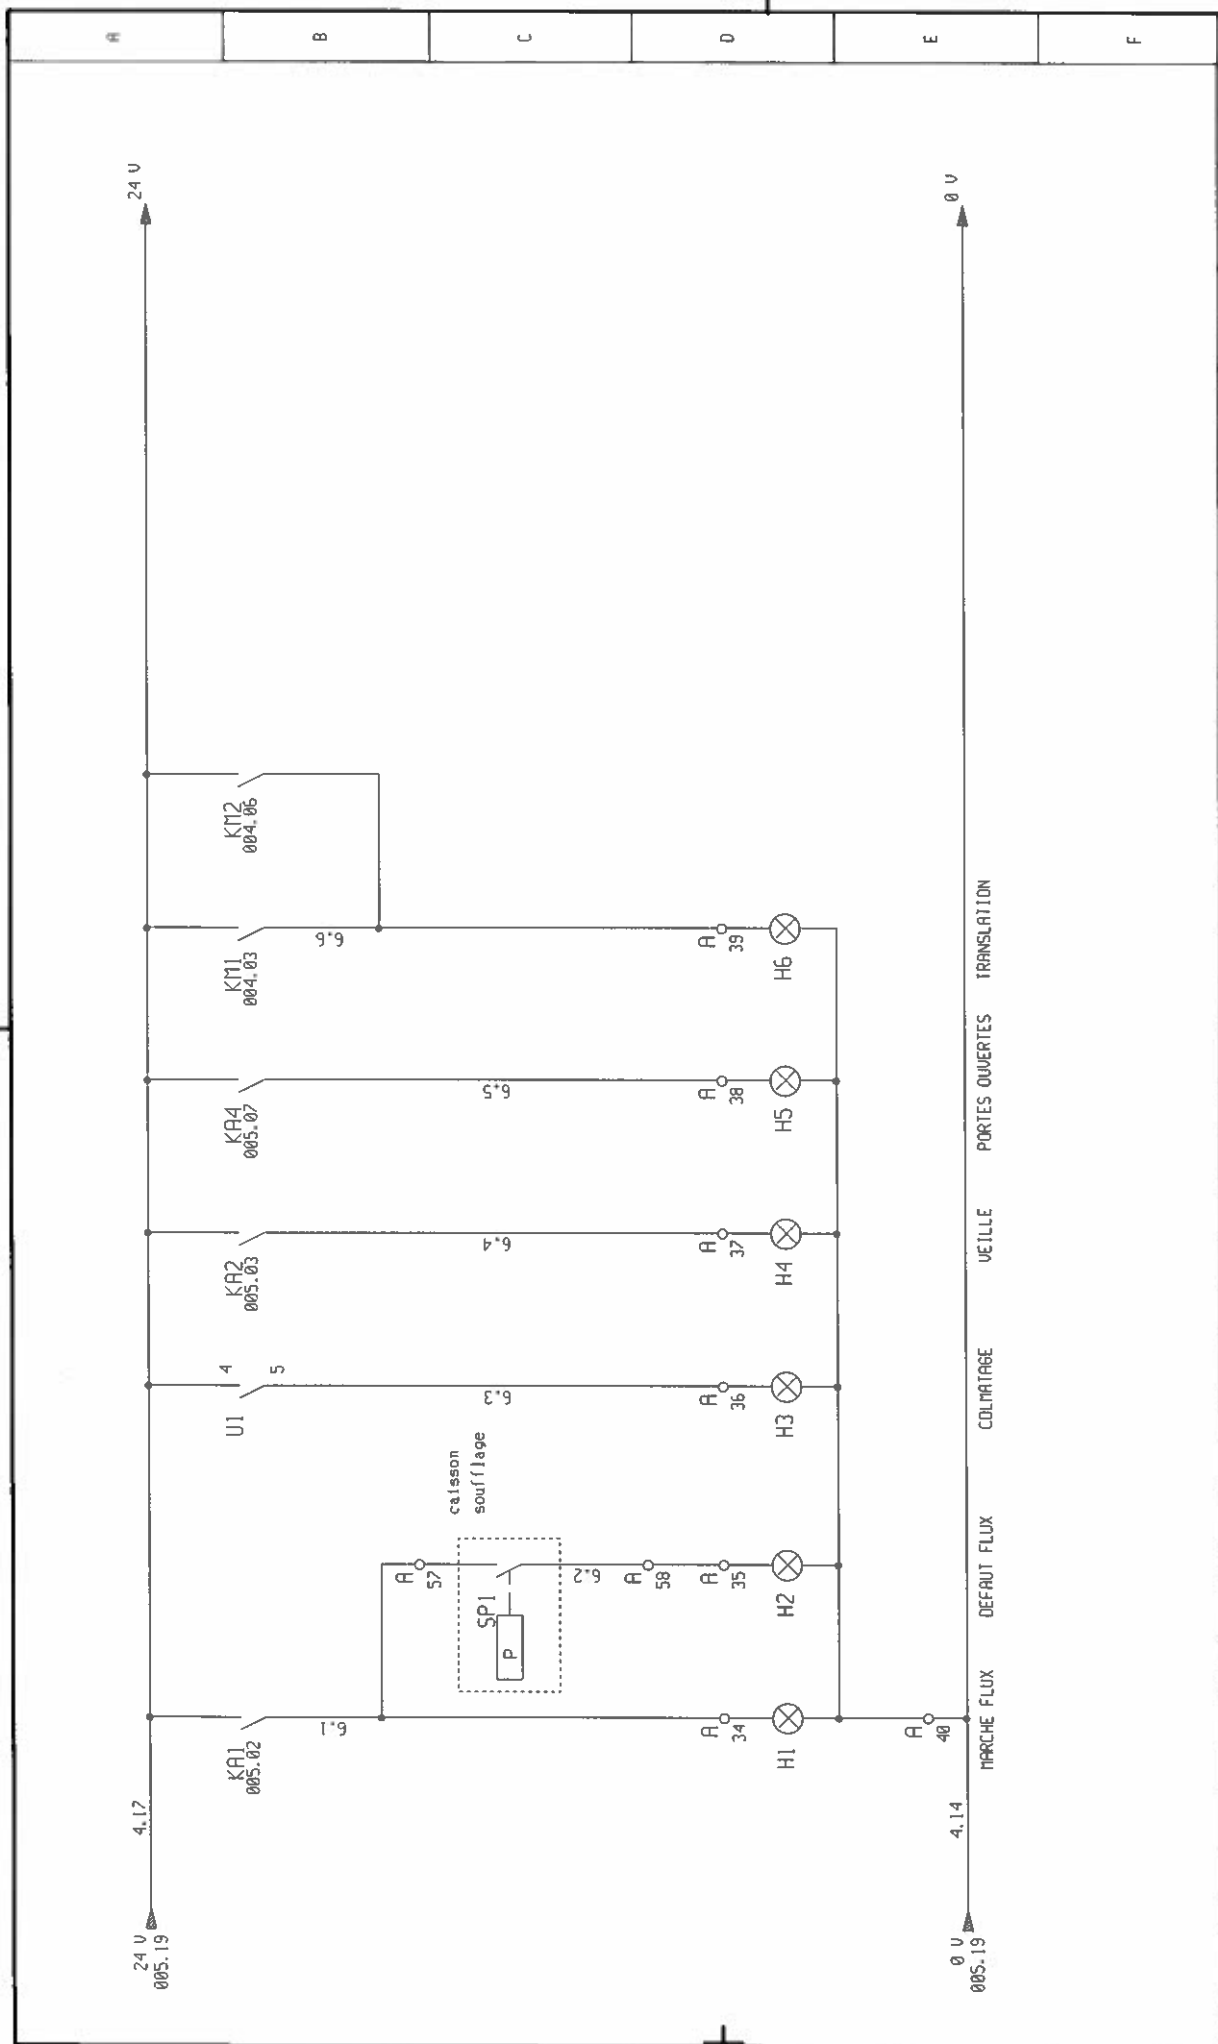 A
B
C
D
E
F
24 V
005.19
4.17
24 V
KA1
005.02
U1
4
5
KA2
005.03
KA4
005.07
KM1
004.03
KM2
004.06
6.1
6.6
caisson
soufflage
SP1
P
A
57
6.2
6.3
6.4
6.5
A
58
A
34
A
35
A
36
A
37
A
38
A
39
H1
H2
H3
H4
H5
H6
A
40
0 V
005.19
4.14
0 V
MARCHE FLUX
DEFAUT FLUX
COLMATAGE
VEILLE
PORTES OUVERTES
TRANSLATION